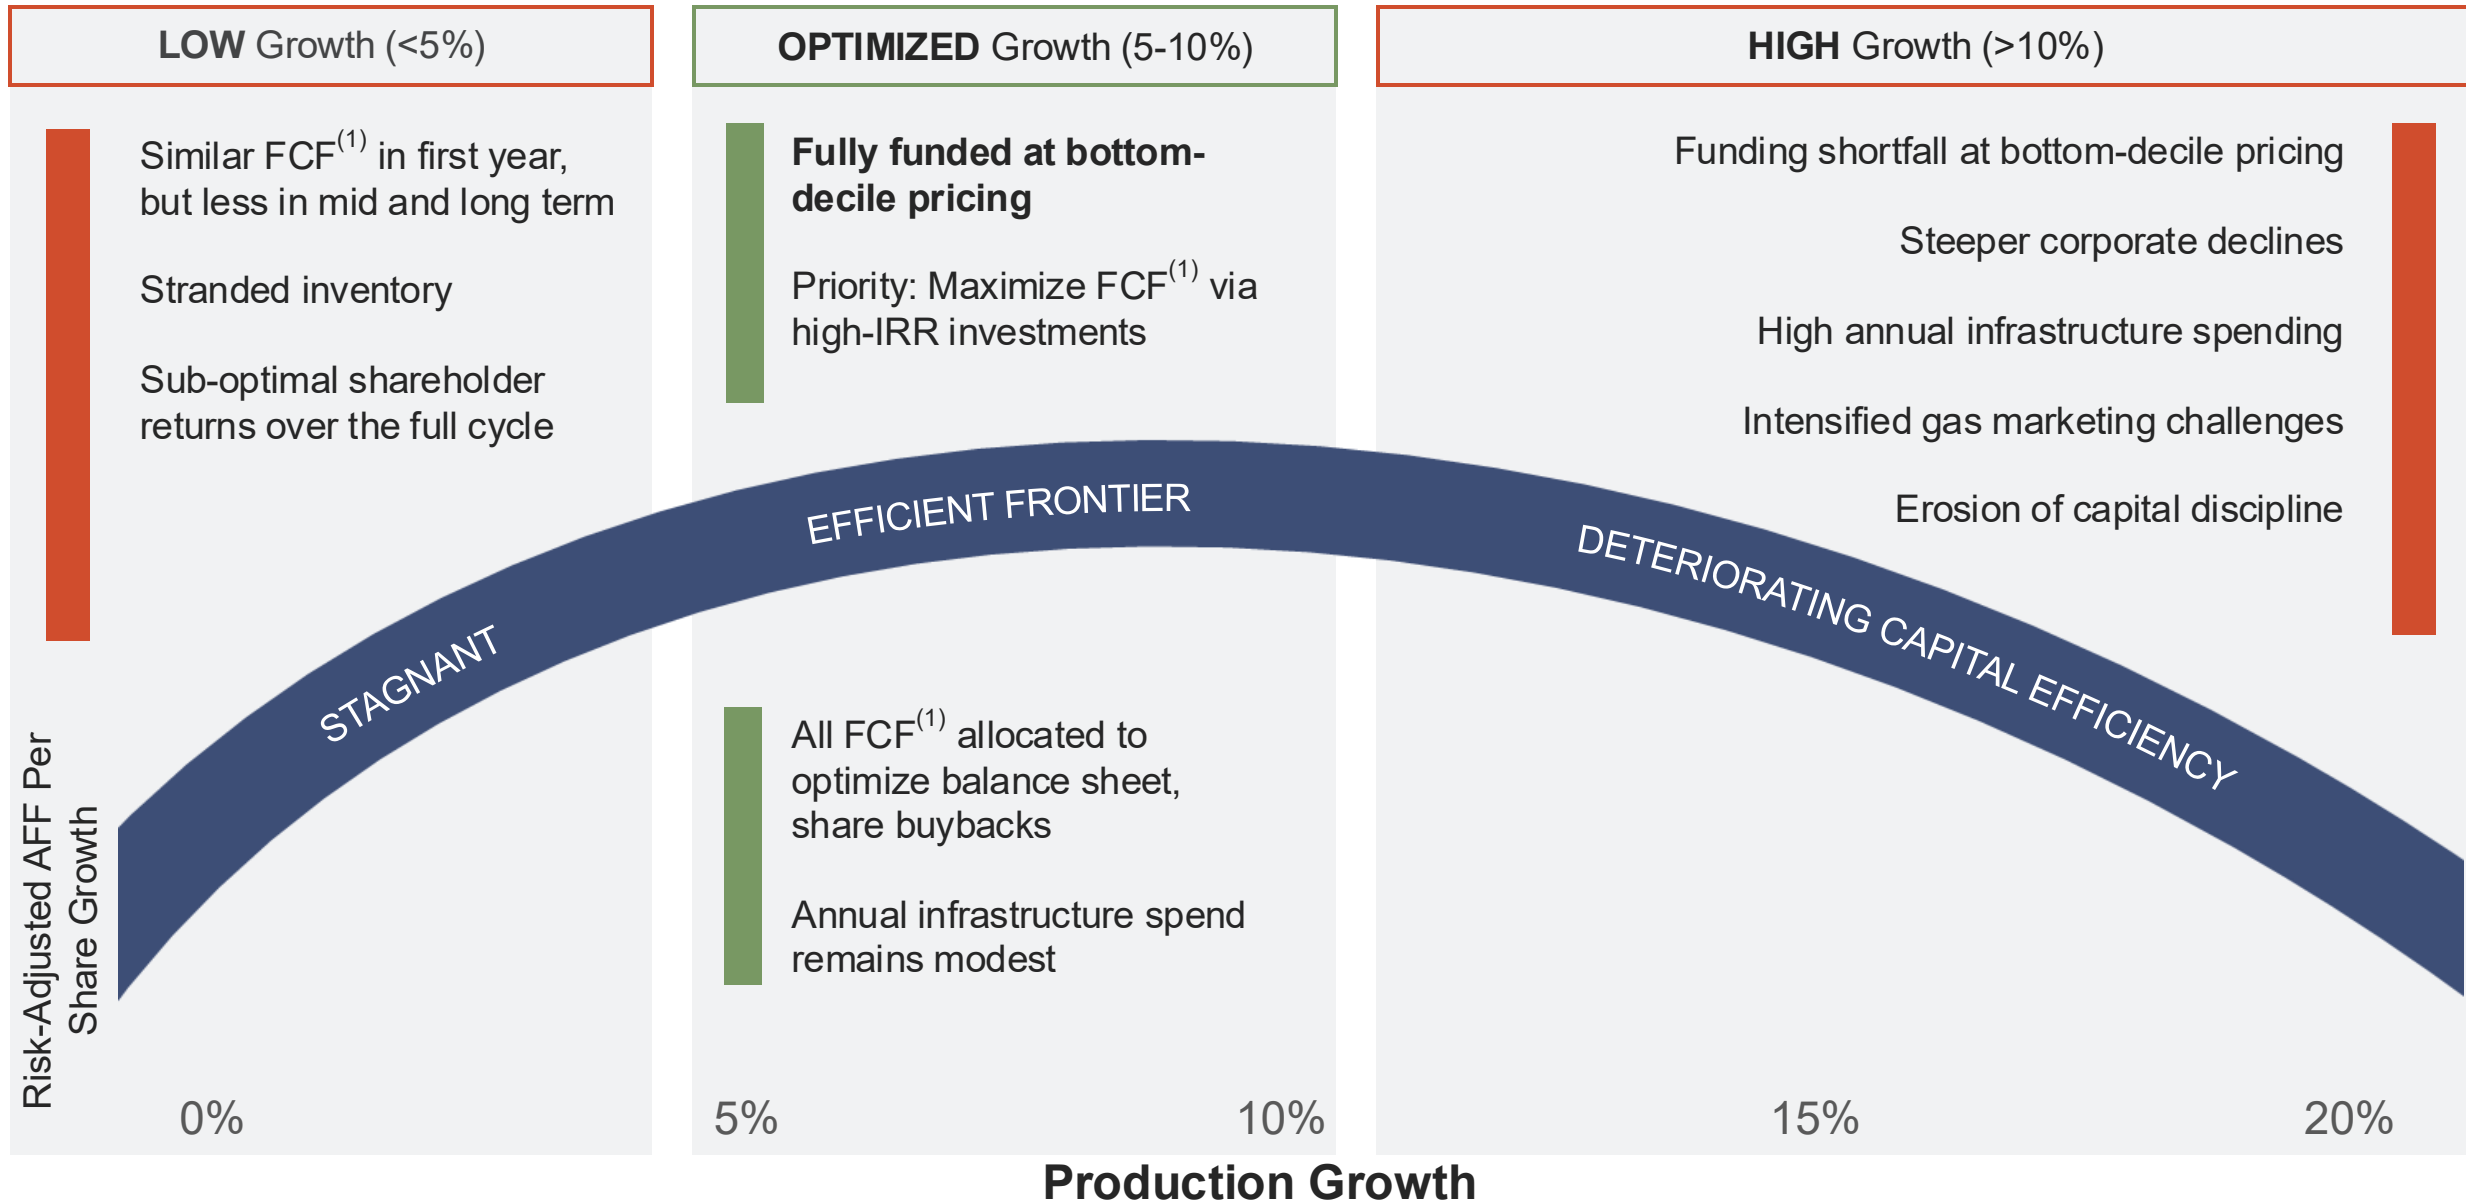 LOW Growth (<5%)
Similar FCF(1) in first year,
but less in mid and long term
Stranded inventory
Sub-optimal shareholder
returns over the full cycle
OPTIMIZED Growth (5-10%)
Fully funded at bottom-
decile pricing
Priority: Maximize FCF(1) via
high-IRR investments
HIGH Growth (>10%)
Funding shortfall at bottom-decile pricing
Steeper corporate declines
High annual infrastructure spending
Intensified gas marketing challenges
Erosion of capital discipline
STAGNANT
EFFICIENT FRONTIER
DETERIORATING CAPITAL EFFICIENCY
All FCF(1) allocated to
optimize balance sheet,
share buybacks
Annual infrastructure spend
remains modest
Risk-Adjusted AFF Per
Share Growth
0%
5%
10%
15%
20%
Production Growth